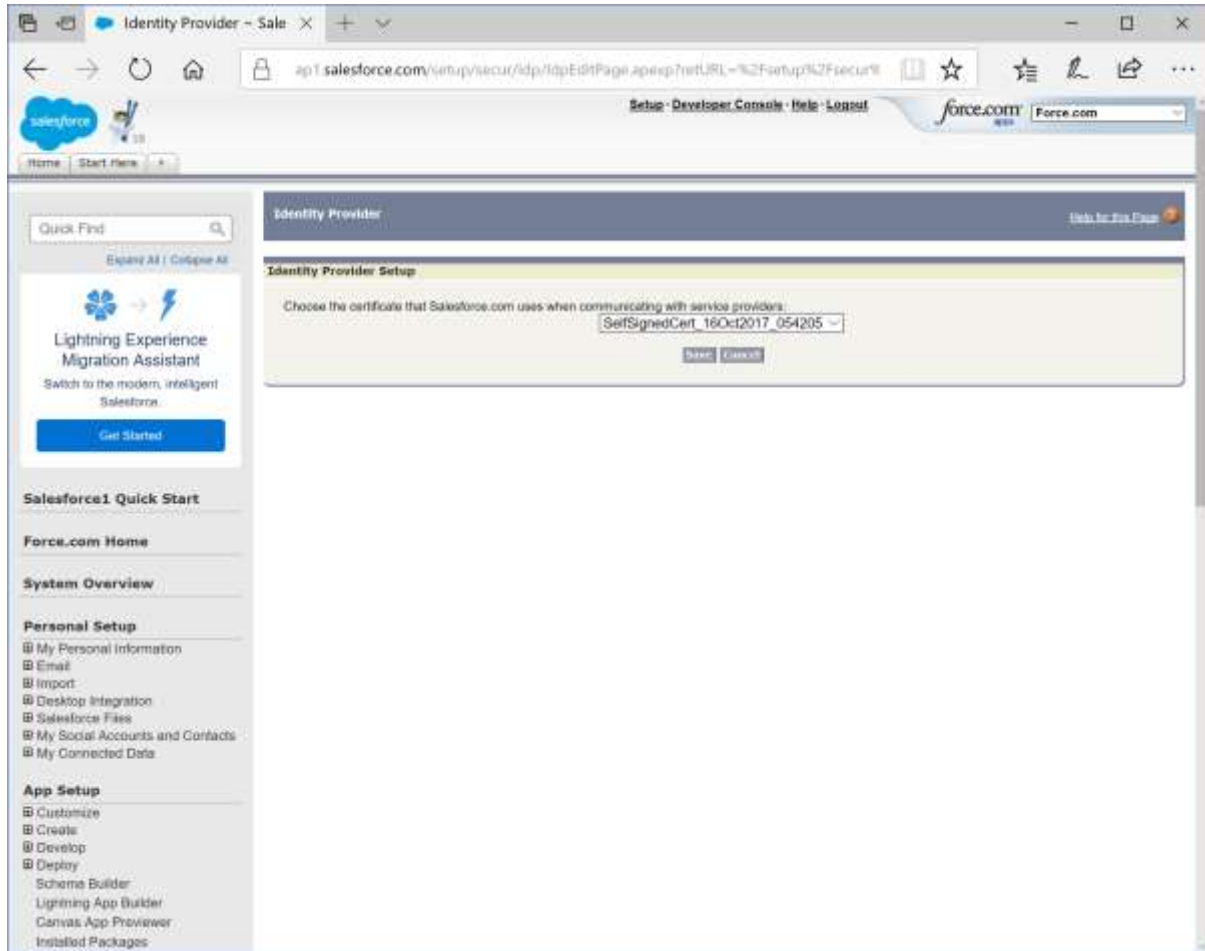 Identity Provider ~ Sale
ap1.salesforce.com/setup/secur/idp/IdpEditPage.apexp?retURL=%2Fsetup%2Fsecur%
salesforce
18
Setup · Developer Console · Help · Logout
force.com
apps
Force.com
Home
Start Here
+
Quick Find
Expand All | Collapse All
Lightning Experience
Migration Assistant
Switch to the modern, intelligent
Salesforce.
Get Started
Salesforce1 Quick Start
Force.com Home
System Overview
Personal Setup
My Personal Information
Email
Import
Desktop Integration
Salesforce Files
My Social Accounts and Contacts
My Connected Data
App Setup
Customize
Create
Develop
Deploy
Schema Builder
Lightning App Builder
Canvas App Previewer
Installed Packages
Identity Provider
Help for this Page
Identity Provider Setup
Choose the certificate that Salesforce.com uses when communicating with service providers:
SelfSignedCert_16Oct2017_054205
Save
Cancel